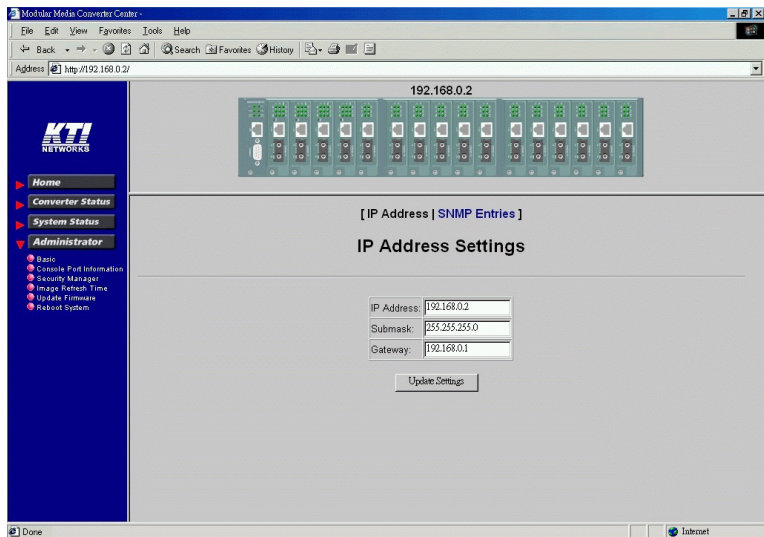 Modular Media Converter Center -
File Edit View Favorites Tools Help
Back Search Favorites History
Address http://192.168.0.2/
192.168.0.2
KTI
NETWORKS
Home
Converter Status
System Status
Administrator
Basic
Console Port Information
Security Manager
Image Refresh Time
Update Firmware
Reboot System
[ IP Address | SNMP Entries ]
IP Address Settings
IP Address: 192.168.0.2
Submask: 255.255.255.0
Gateway: 192.168.0.1
Update Settings
Done Internet